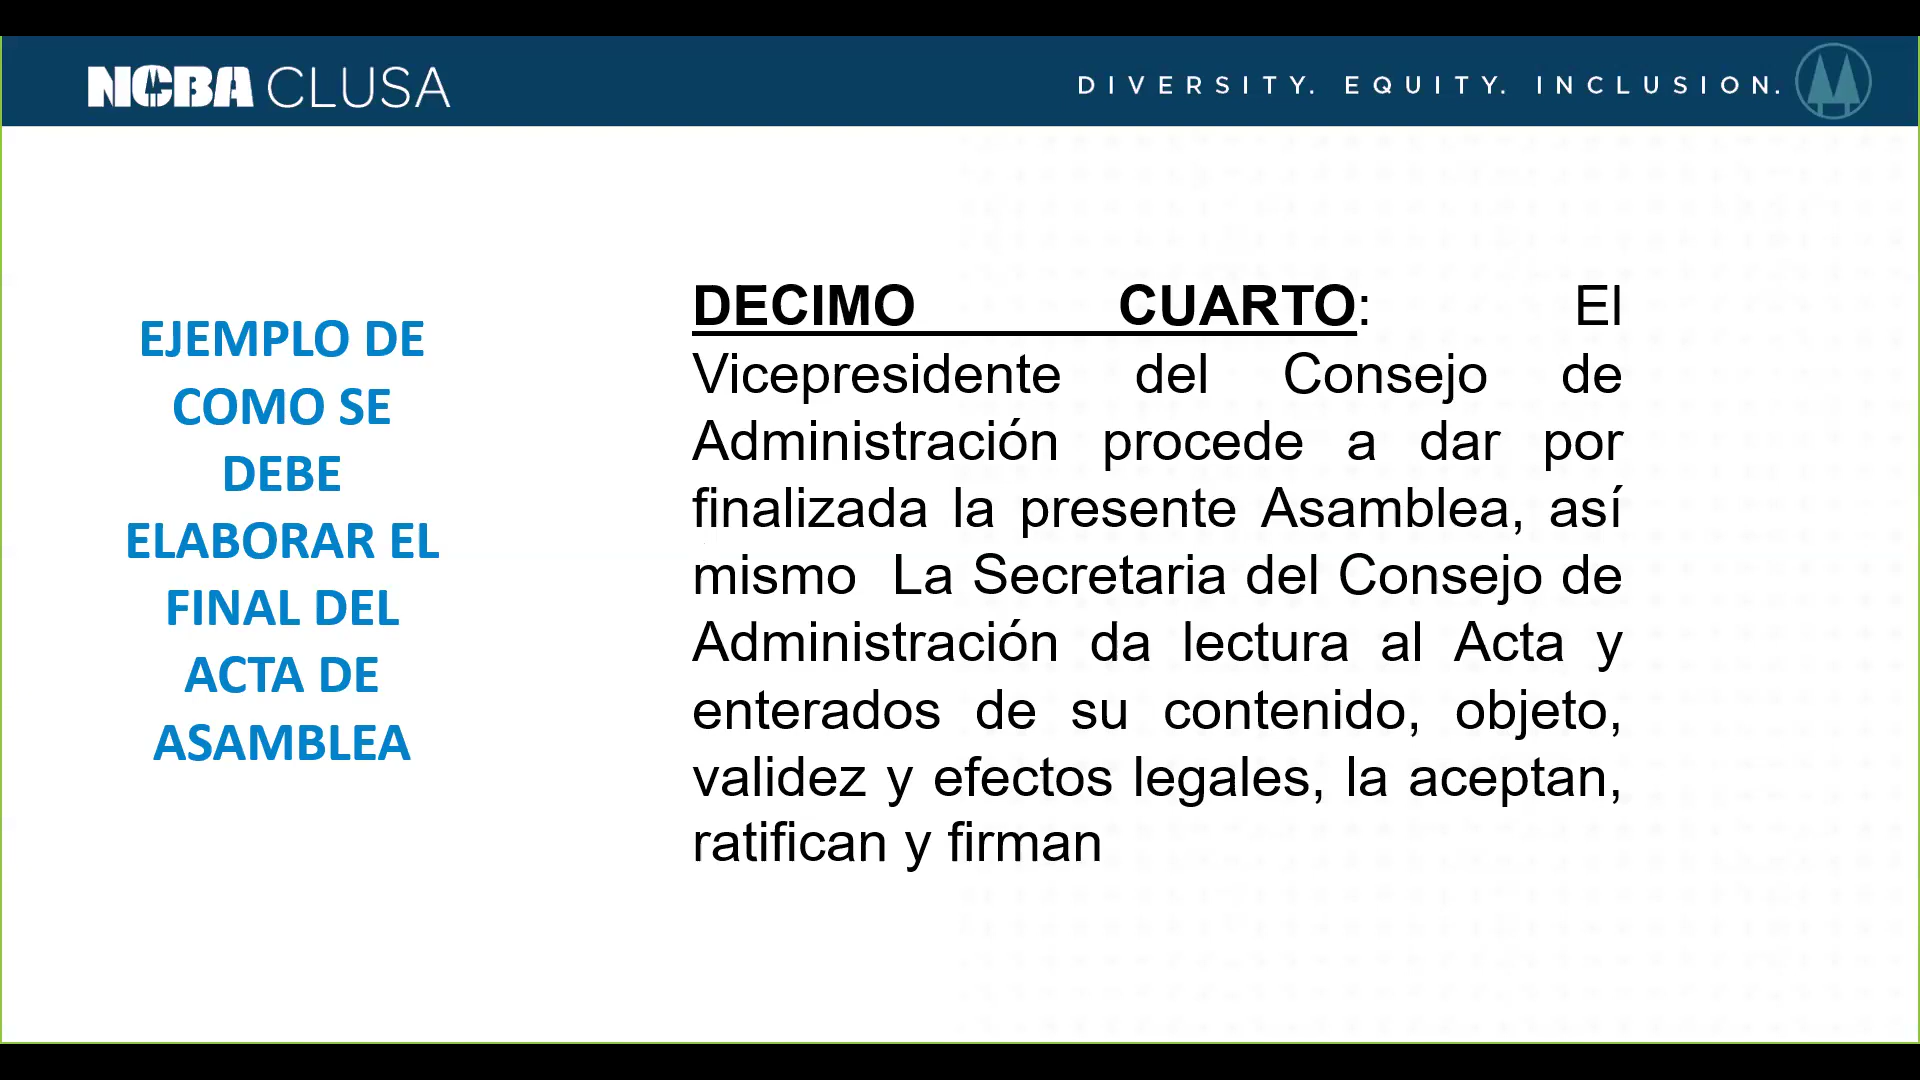 NCBA CLUSA
DIVERSITY. EQUITY. INCLUSION.
EJEMPLO DE
COMO SE
DEBE
ELABORAR EL
FINAL DEL
ACTA DE
ASAMBLEA
DECIMO CUARTO: El
Vicepresidente del Consejo de
Administración procede a dar por
finalizada la presente Asamblea, así
mismo La Secretaria del Consejo de
Administración da lectura al Acta y
enterados de su contenido, objeto,
validez y efectos legales, la aceptan,
ratifican y firman